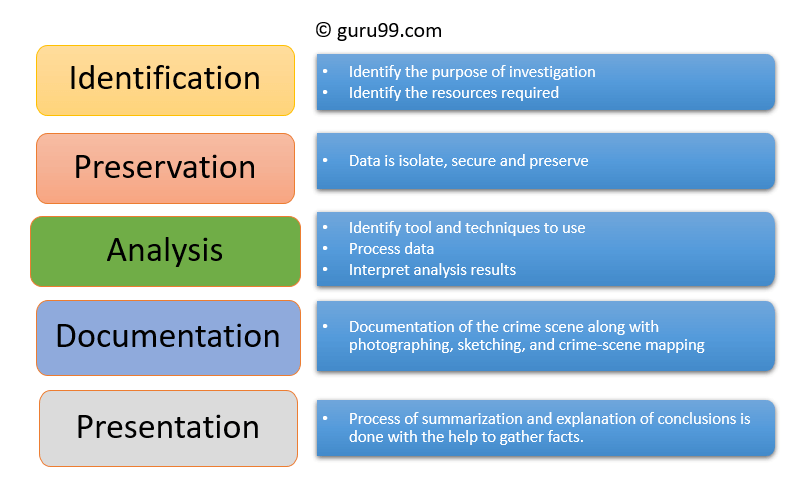 © guru99.com
Identification
• Identify the purpose of investigation
• Identify the resources required
Preservation
• Data is isolate, secure and preserve
Analysis
• Identify tool and techniques to use
• Process data
• Interpret analysis results
Documentation
• Documentation of the crime scene along with
photographing, sketching, and crime-scene mapping
Presentation
• Process of summarization and explanation of conclusions is
done with the help to gather facts.